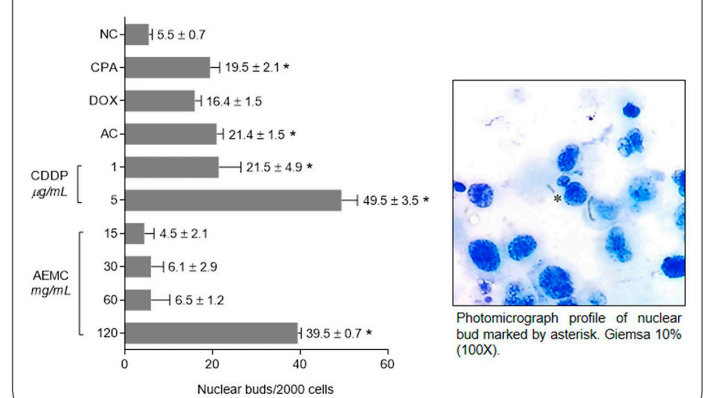 NC 5.5 ± 0.7
CPA 19.5 ± 2.1 *
DOX 16.4 ± 1.5
AC 21.4 ± 1.5 *
CDDP
µg/mL
1 21.5 ± 4.9 *
5 49.5 ± 3.5 *
AEMC
mg/mL
15 4.5 ± 2.1
30 6.1 ± 2.9
60 6.5 ± 1.2
120 39.5 ± 0.7 *
0 20 40 60
Nuclear buds/2000 cells
*
Photomicrograph profile of nuclear
bud marked by asterisk. Giemsa 10%
(100X).